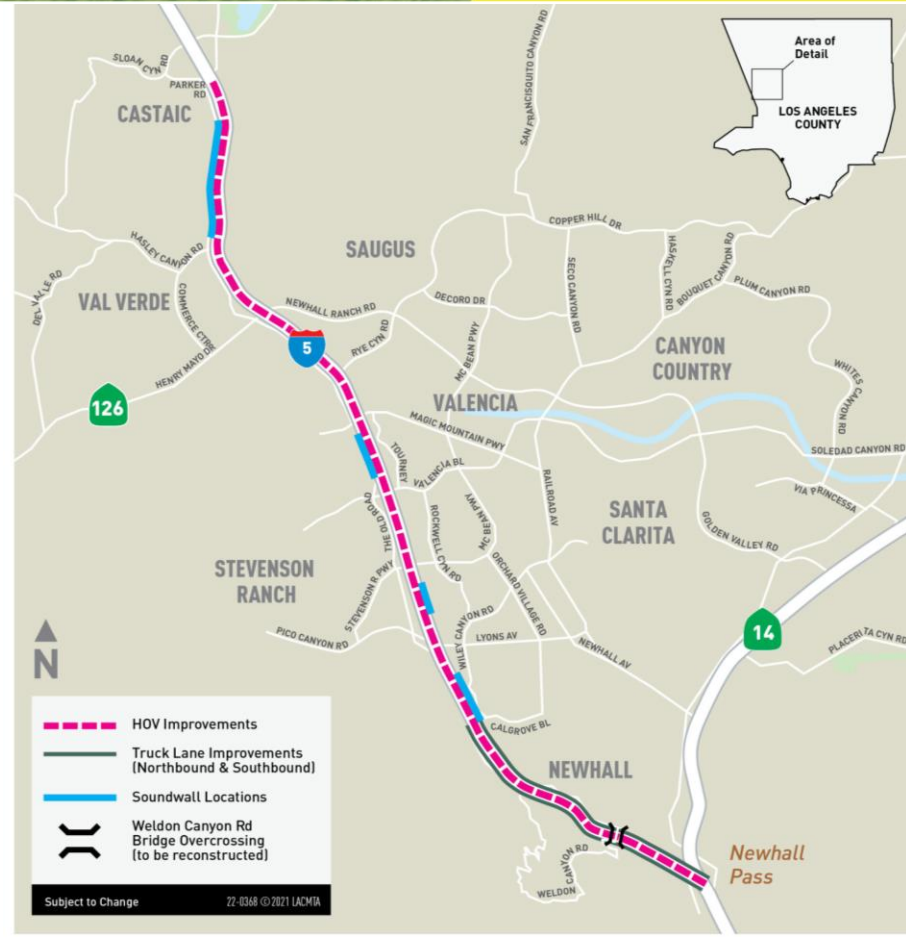 SLOAN CYN RD
PARKER
RD
CASTAIC
SAN FRANCISQUITO CANYON RD
Area of
Detail
LOS ANGELES
COUNTY
COPPER HILL DR
HASLEY CANYON RD
SAUGUS
SECO CANYON RD
HASKELL CYN RD
BOUQUET CANYON RD
PLUM CANYON RD
DEL VALLE RD
VAL VERDE
COMMERCE CTR
NEWHALL RANCH RD
DECORO DR
HENRY MAYO DR
5
RYE CYN RD
MC BEAN PWY
CANYON
COUNTRY
WHITES CANYON RD
126
VALENCIA
MAGIC MOUNTAIN PWY
SOLEDAD CANYON RD
TOURNEY
VALENCIA BL
RAILROAD AV
VIA PRINCESSA
THE OLD ROAD
ROCKWELL CYN RD
MC BEAN PWY
SANTA
CLARITA
GOLDEN VALLEY RD
STEVENSON
RANCH
STEVENSON R. PWY
ORCHARD VILLAGE RD
PICO CANYON RD
WILEY CANYON RD
LYONS AV
NEWHALL AV
14
PLACERITA CYN RD
N
CALGROVE BL
NEWHALL
WELDON
CANYON RD
Newhall
Pass
HOV Improvements
Truck Lane Improvements
(Northbound & Southbound)
Soundwall Locations
Weldon Canyon Rd
Bridge Overcrossing
(to be reconstructed)
Subject to Change
22-0368 © 2021 LACMTA